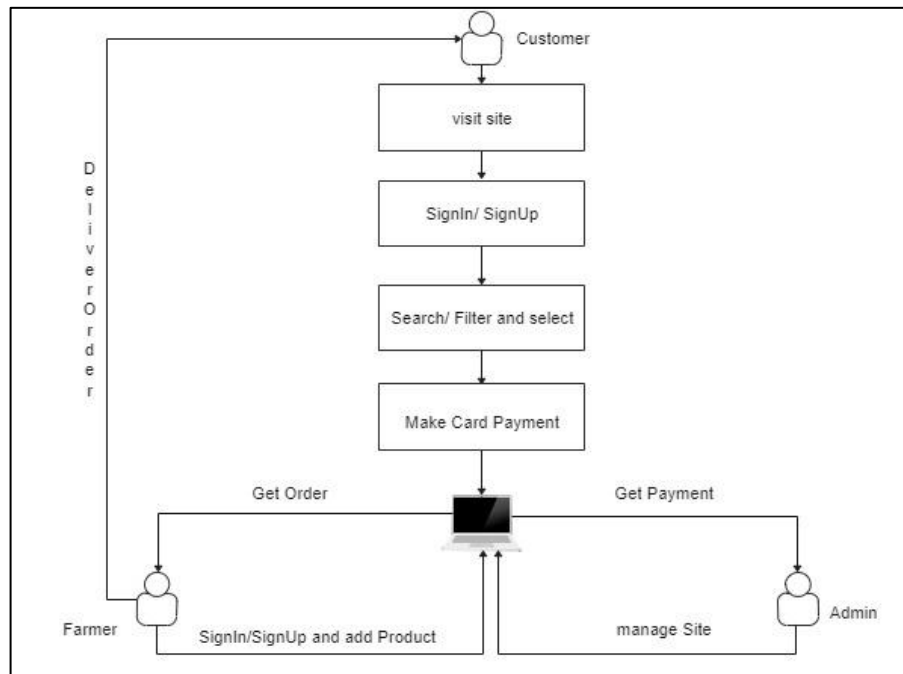 Customer
visit site
SignIn/ SignUp
DeliverOrder
Search/ Filter and select
Make Card Payment
Get Order
Get Payment
Farmer
Admin
SignIn/SignUp and add Product
manage Site